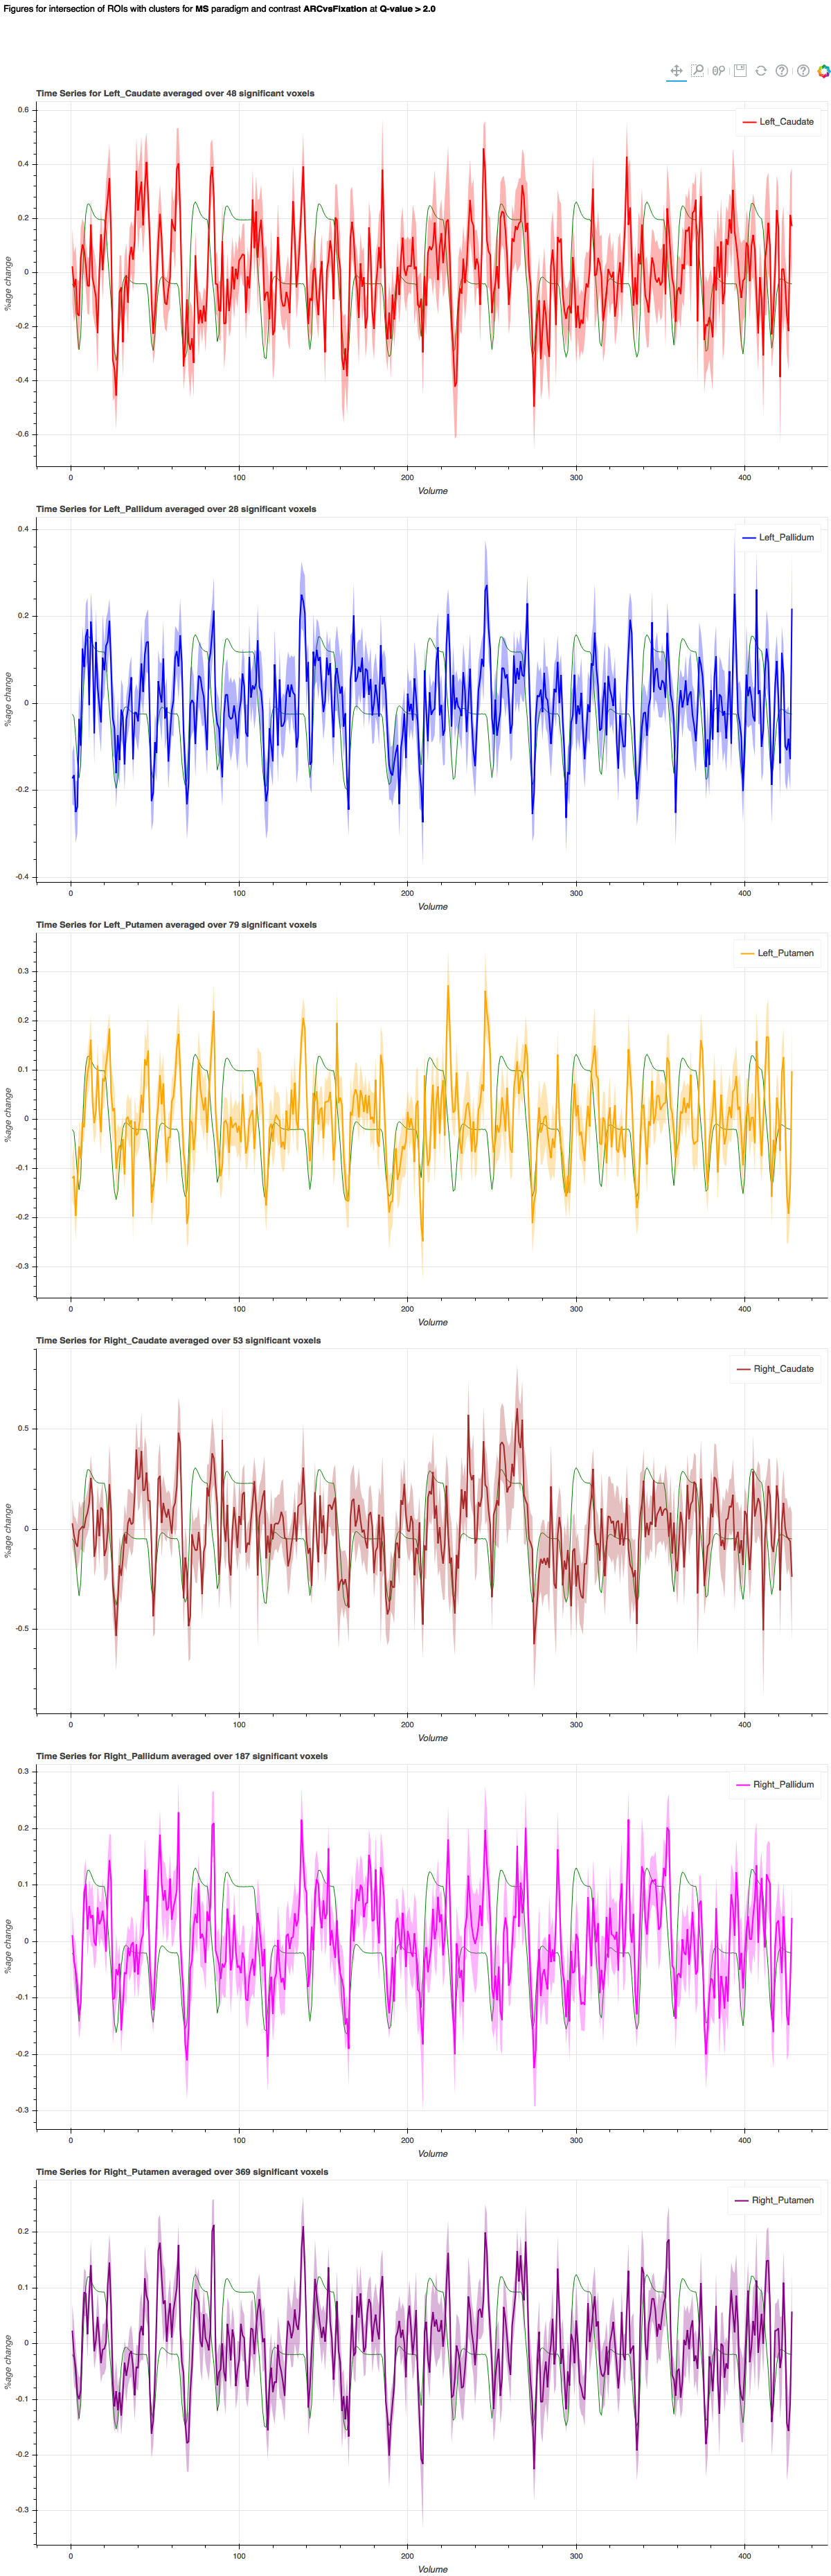 Figures for intersection of ROIs with clusters for MS paradigm and contrast ARCvsFixation at Q-value > 2.0
Time Series for Left_Caudate averaged over 48 significant voxels
Left_Caudate
%age change
0.6
0.4
0.2
0
-0.2
-0.4
-0.6
0 100 200 300 400
Volume
Time Series for Left_Pallidum averaged over 28 significant voxels
Left_Pallidum
%age change
0.4
0.2
0
-0.2
-0.4
0 100 200 300 400
Volume
Time Series for Left_Putamen averaged over 79 significant voxels
Left_Putamen
%age change
0.3
0.2
0.1
0
-0.1
-0.2
-0.3
0 100 200 300 400
Volume
Time Series for Right_Caudate averaged over 53 significant voxels
Right_Caudate
%age change
0.5
0
-0.5
0 100 200 300 400
Volume
Time Series for Right_Pallidum averaged over 187 significant voxels
Right_Pallidum
%age change
0.3
0.2
0.1
0
-0.1
-0.2
-0.3
0 100 200 300 400
Volume
Time Series for Right_Putamen averaged over 369 significant voxels
Right_Putamen
%age change
0.2
0.1
0
-0.1
-0.2
-0.3
0 100 200 300 400
Volume